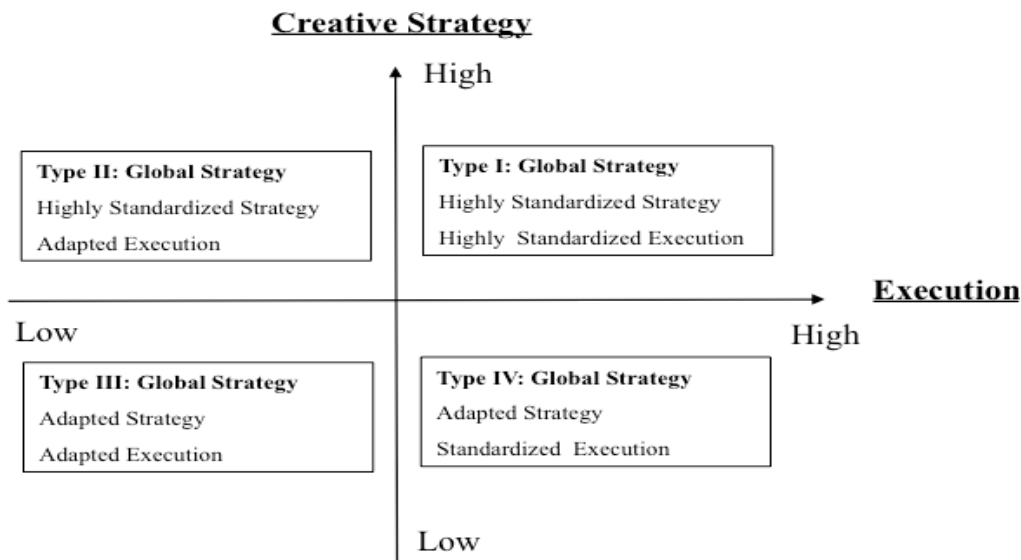 Creative Strategy
High
Type II: Global Strategy
Highly Standardized Strategy
Adapted Execution
Type I: Global Strategy
Highly Standardized Strategy
Highly Standardized Execution
Execution
Low
High
Type III: Global Strategy
Adapted Strategy
Adapted Execution
Type IV: Global Strategy
Adapted Strategy
Standardized Execution
Low